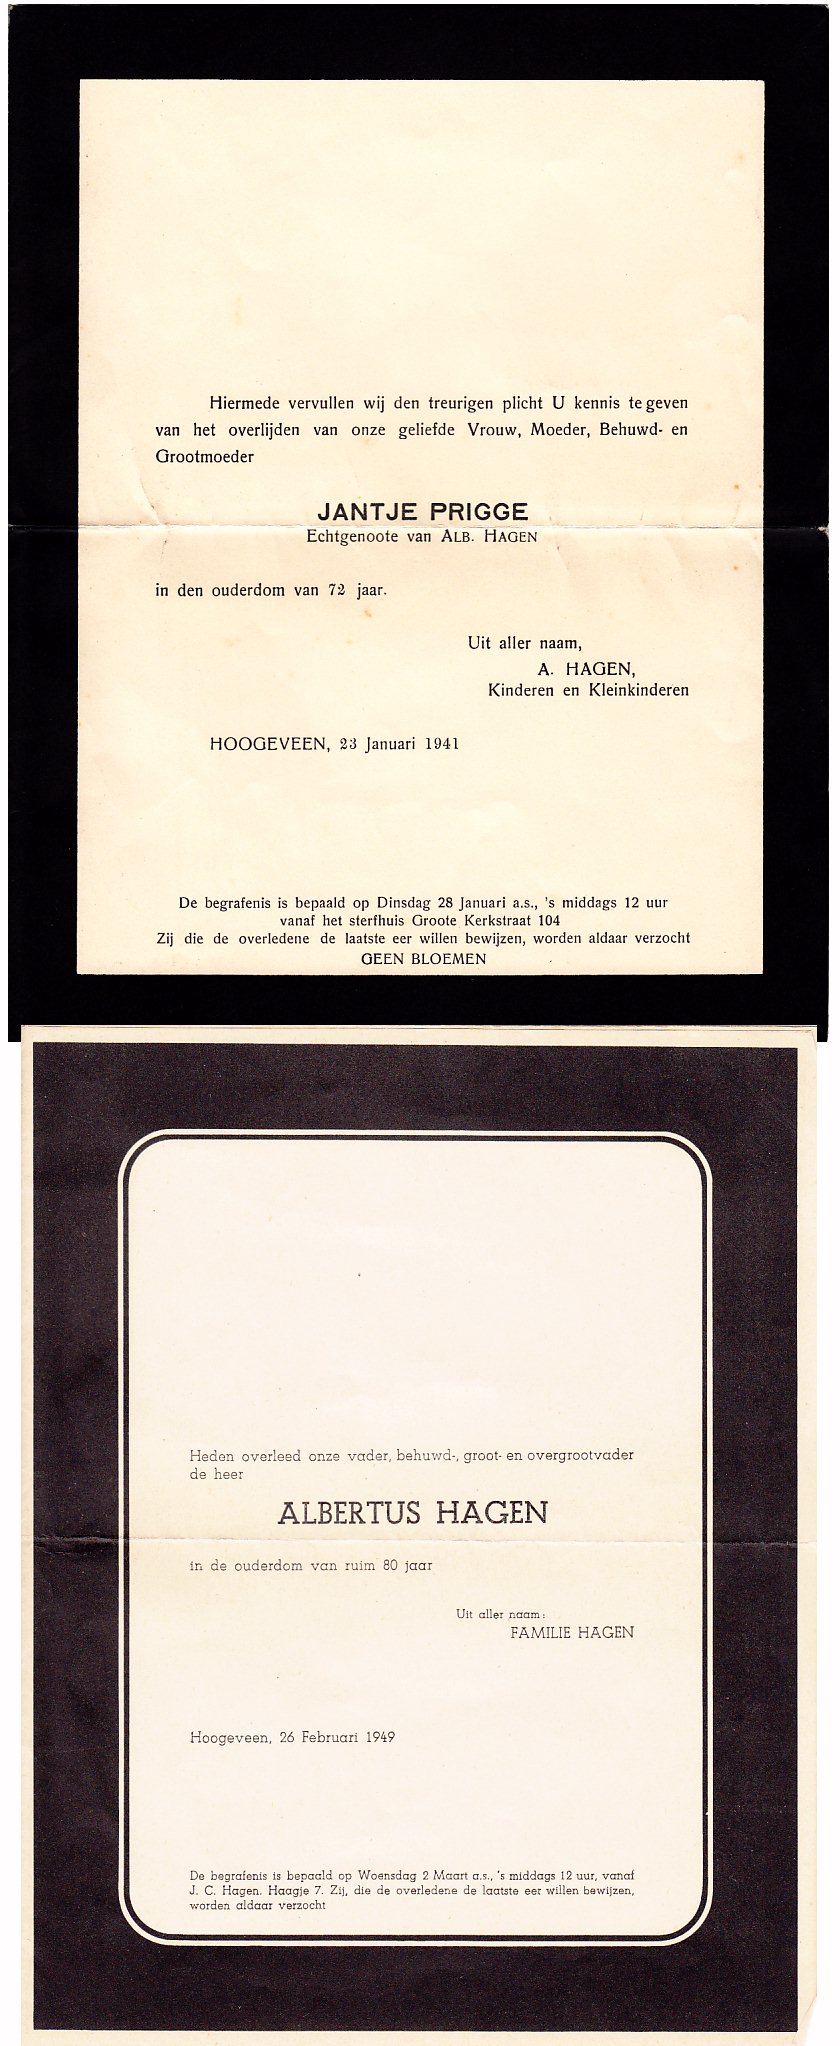 Hiermede vervullen wij den treurigen plicht U kennis te geven
van het overlijden van onze geliefde Vrouw, Moeder, Behuwd- en
Grootmoeder
JANTJE PRIGGE
Echtgenoote van ALB. HAGEN
in den ouderdom van 72 jaar.
Uit aller naam,
A. HAGEN,
Kinderen en Kleinkinderen
HOOGEVEEN, 23 Januari 1941
De begrafenis is bepaald op Dinsdag 28 Januari a.s., 's middags 12 uur
vanaf het sterfhuis Groote Kerkstraat 104
Zij die de overledene de laatste eer willen bewijzen, worden aldaar verzocht
GEEN BLOEMEN
Heden overleed onze vader, behuwd-, groot- en overgrootvader
de heer
ALBERTUS HAGEN
in de ouderdom van ruim 80 jaar
Uit aller naam:
FAMILIE HAGEN
Hoogeveen, 26 Februari 1949
De begrafenis is bepaald op Woensdag 2 Maart a.s., 's middags 12 uur, vanaf
J. C. Hagen. Haagje 7. Zij, die de overledene de laatste eer willen bewijzen,
worden aldaar verzocht